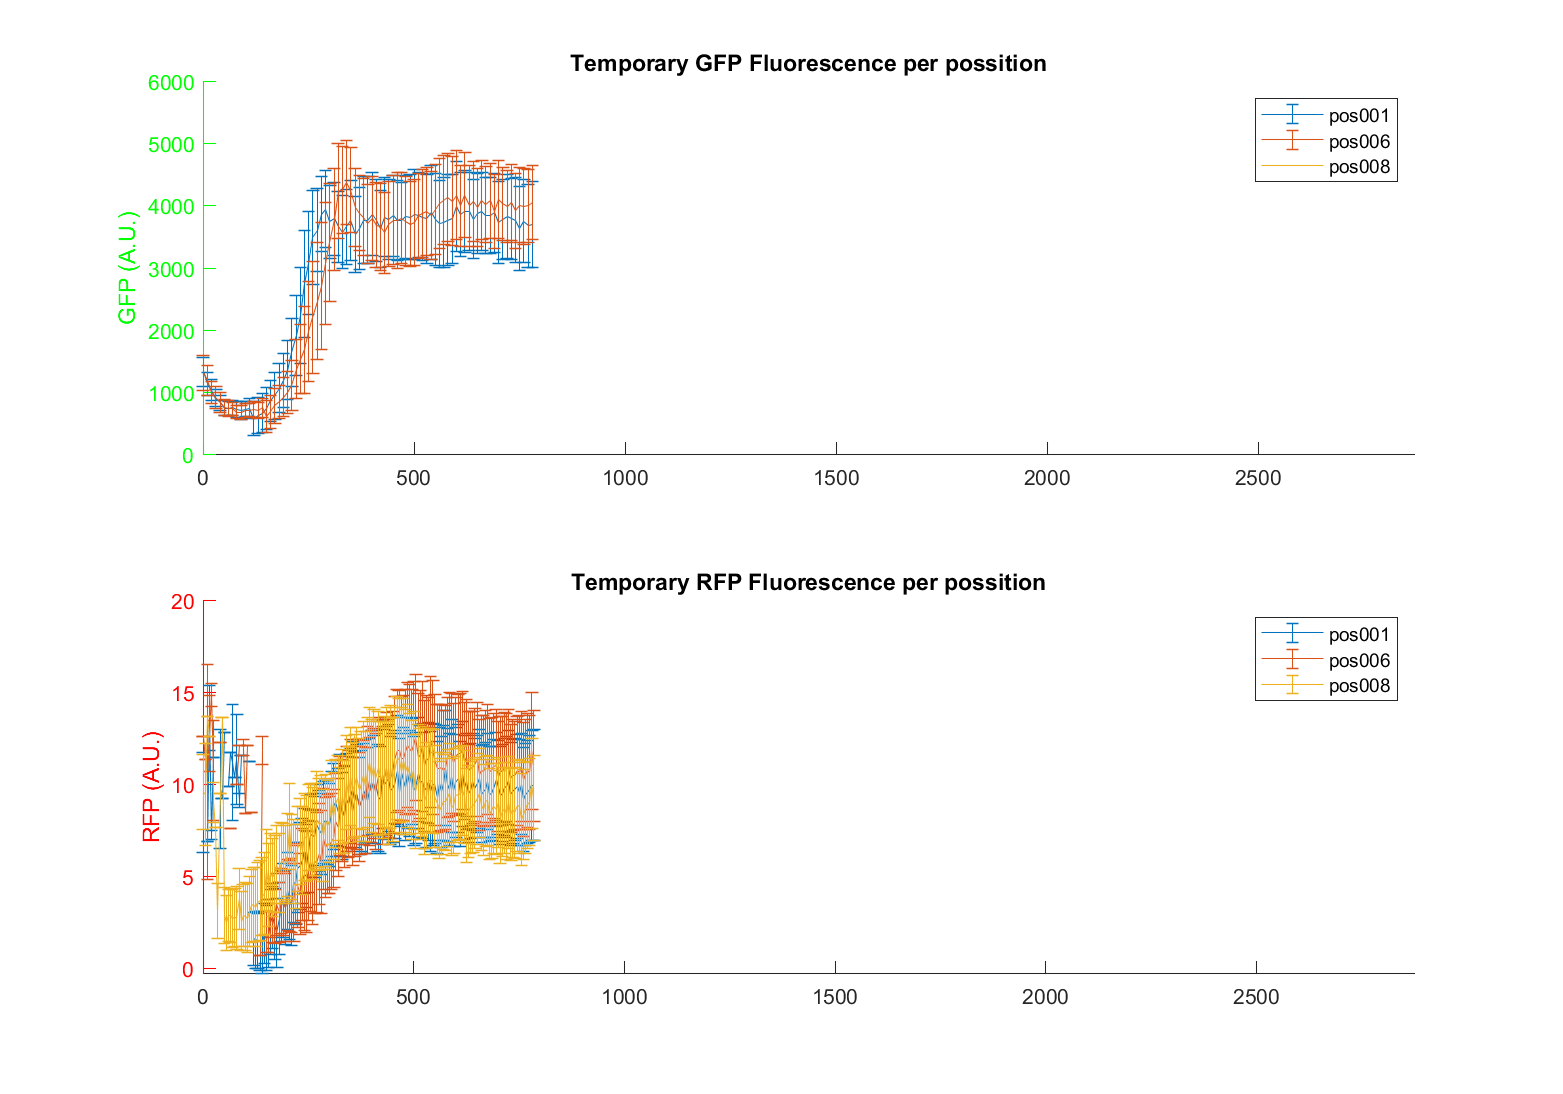 Temporary GFP Fluorescence per possition
6000
5000
4000
3000
2000
1000
0
GFP (A.U.)
0 500 1000 1500 2000 2500
pos001
pos006
pos008
Temporary RFP Fluorescence per possition
20
15
10
5
0
RFP (A.U.)
0 500 1000 1500 2000 2500
pos001
pos006
pos008